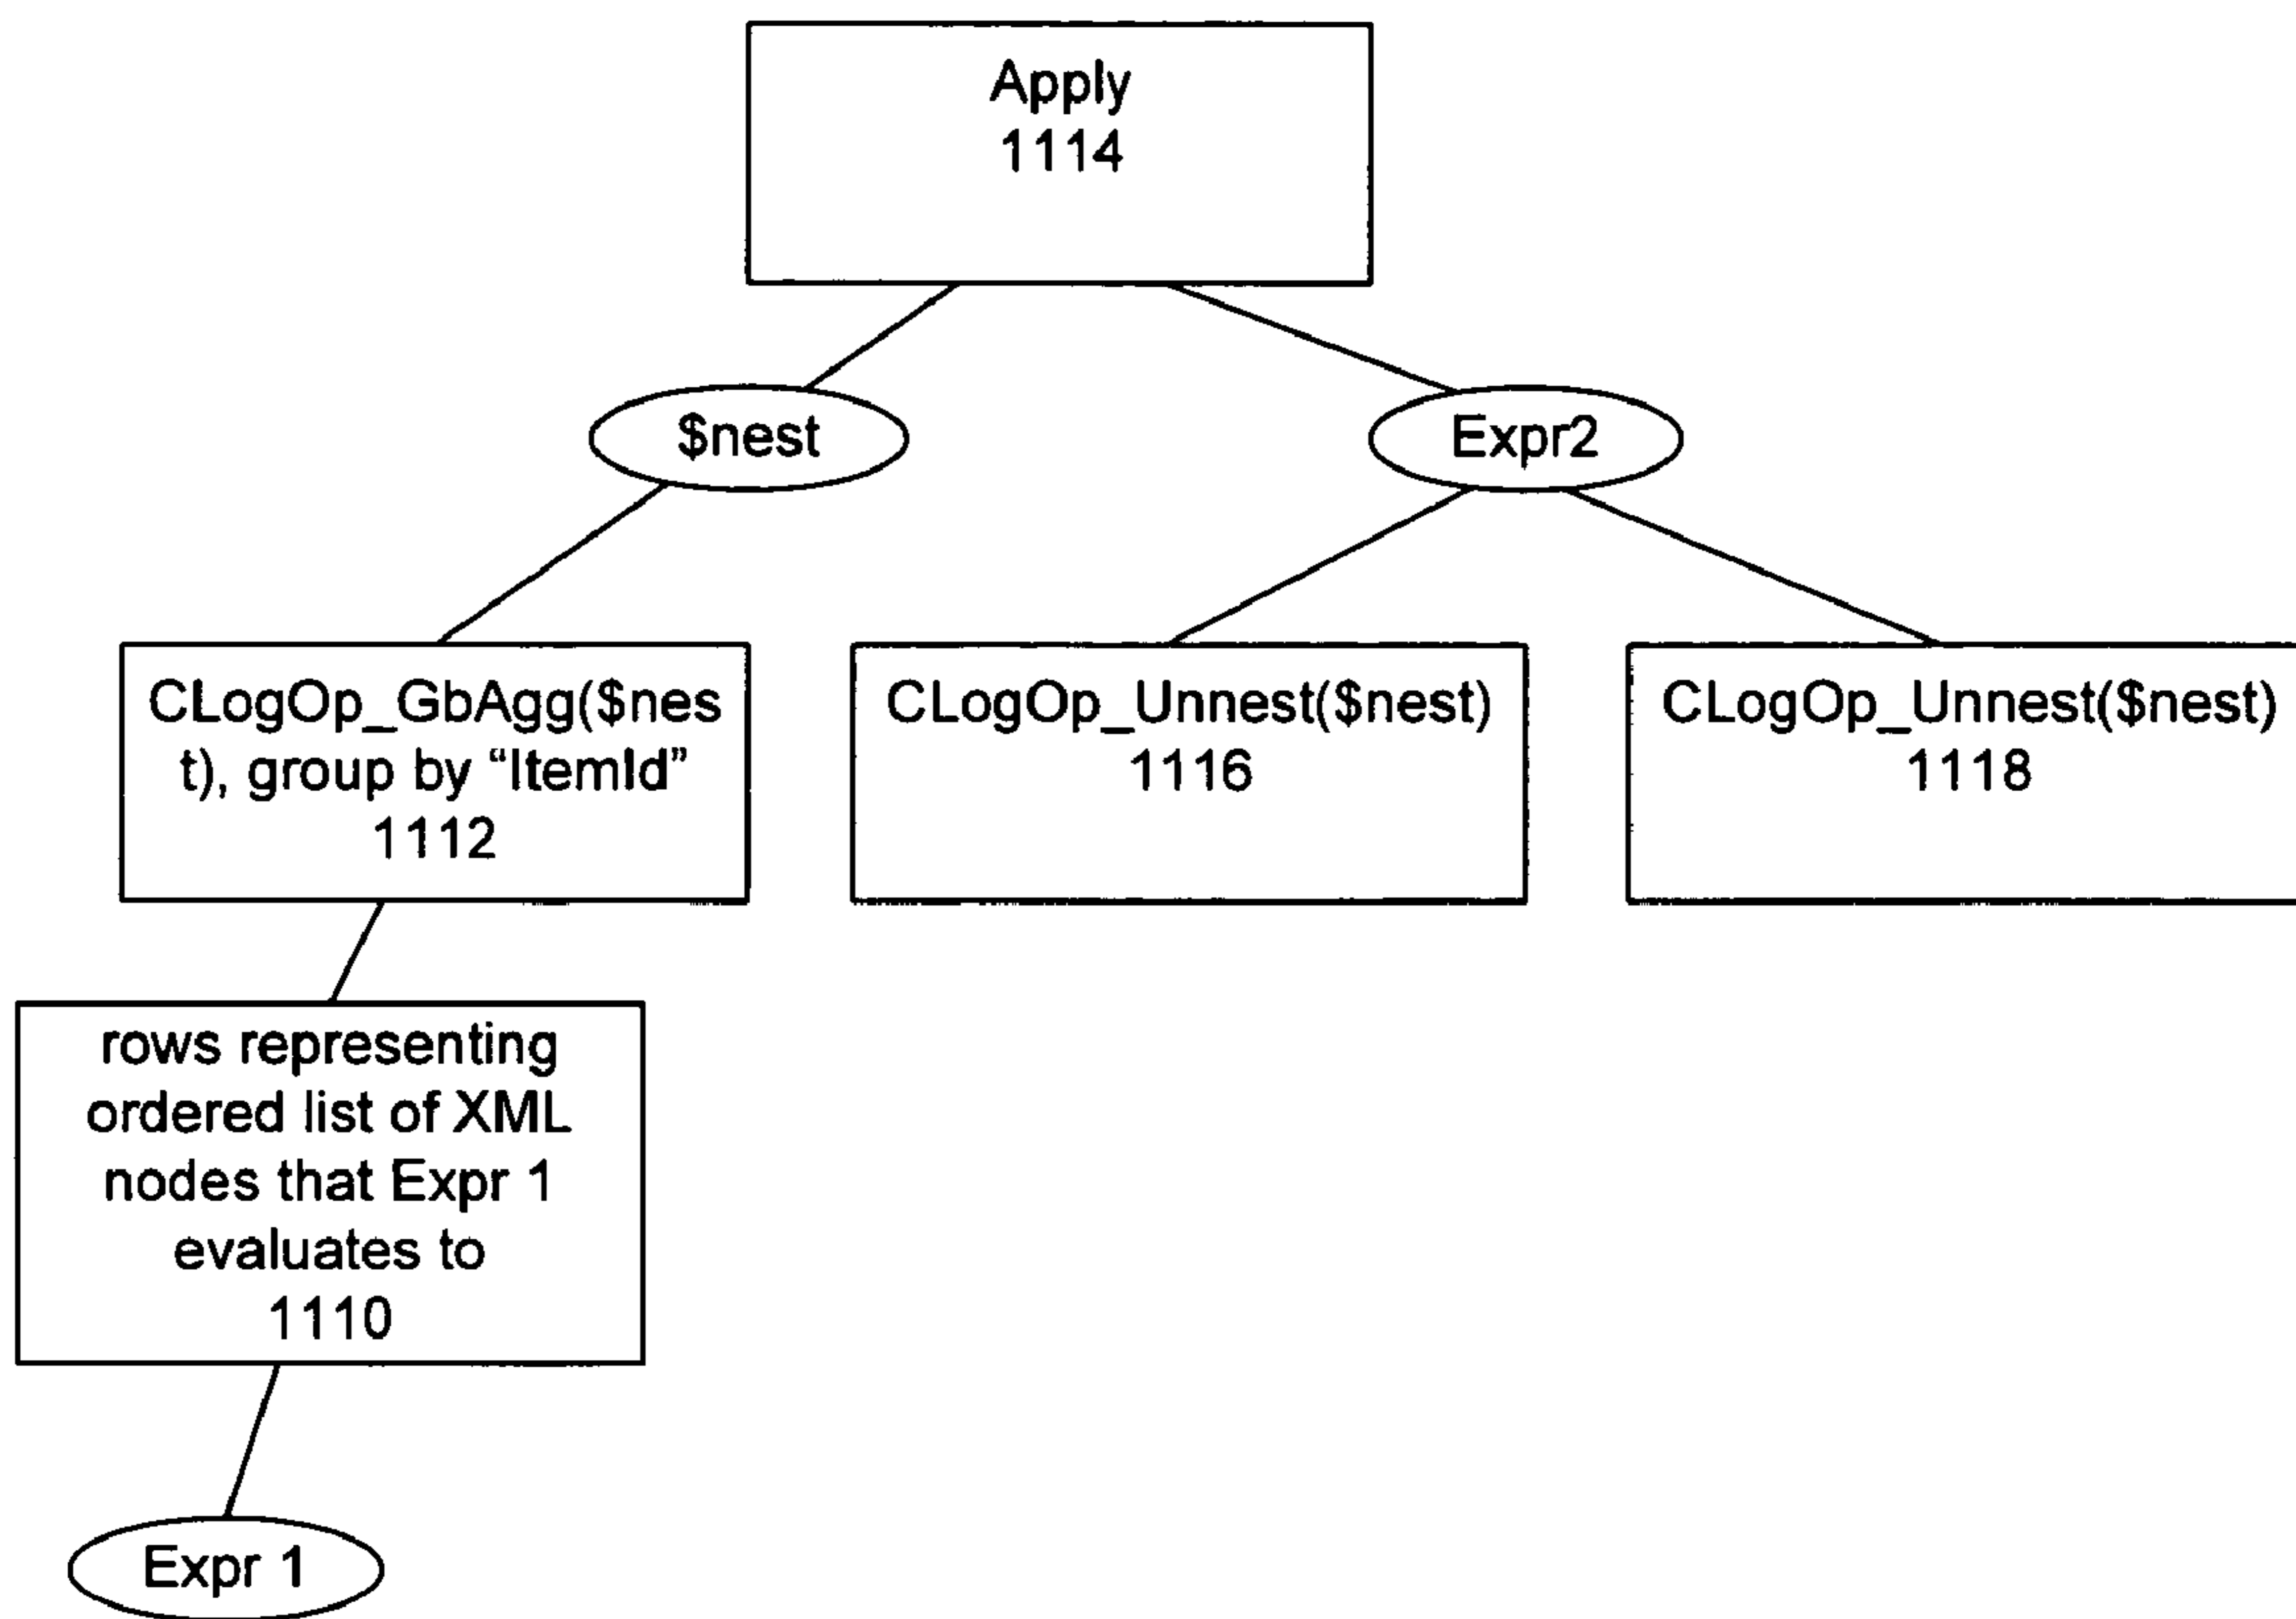 Apply
1114
$nest
Expr2
CLogOp_GbAgg($nes
t), group by “ItemId”
1112
CLogOp_Unnest($nest)
1116
CLogOp_Unnest($nest)
1118
rows representing
ordered list of XML
nodes that Expr 1
evaluates to
1110
Expr 1